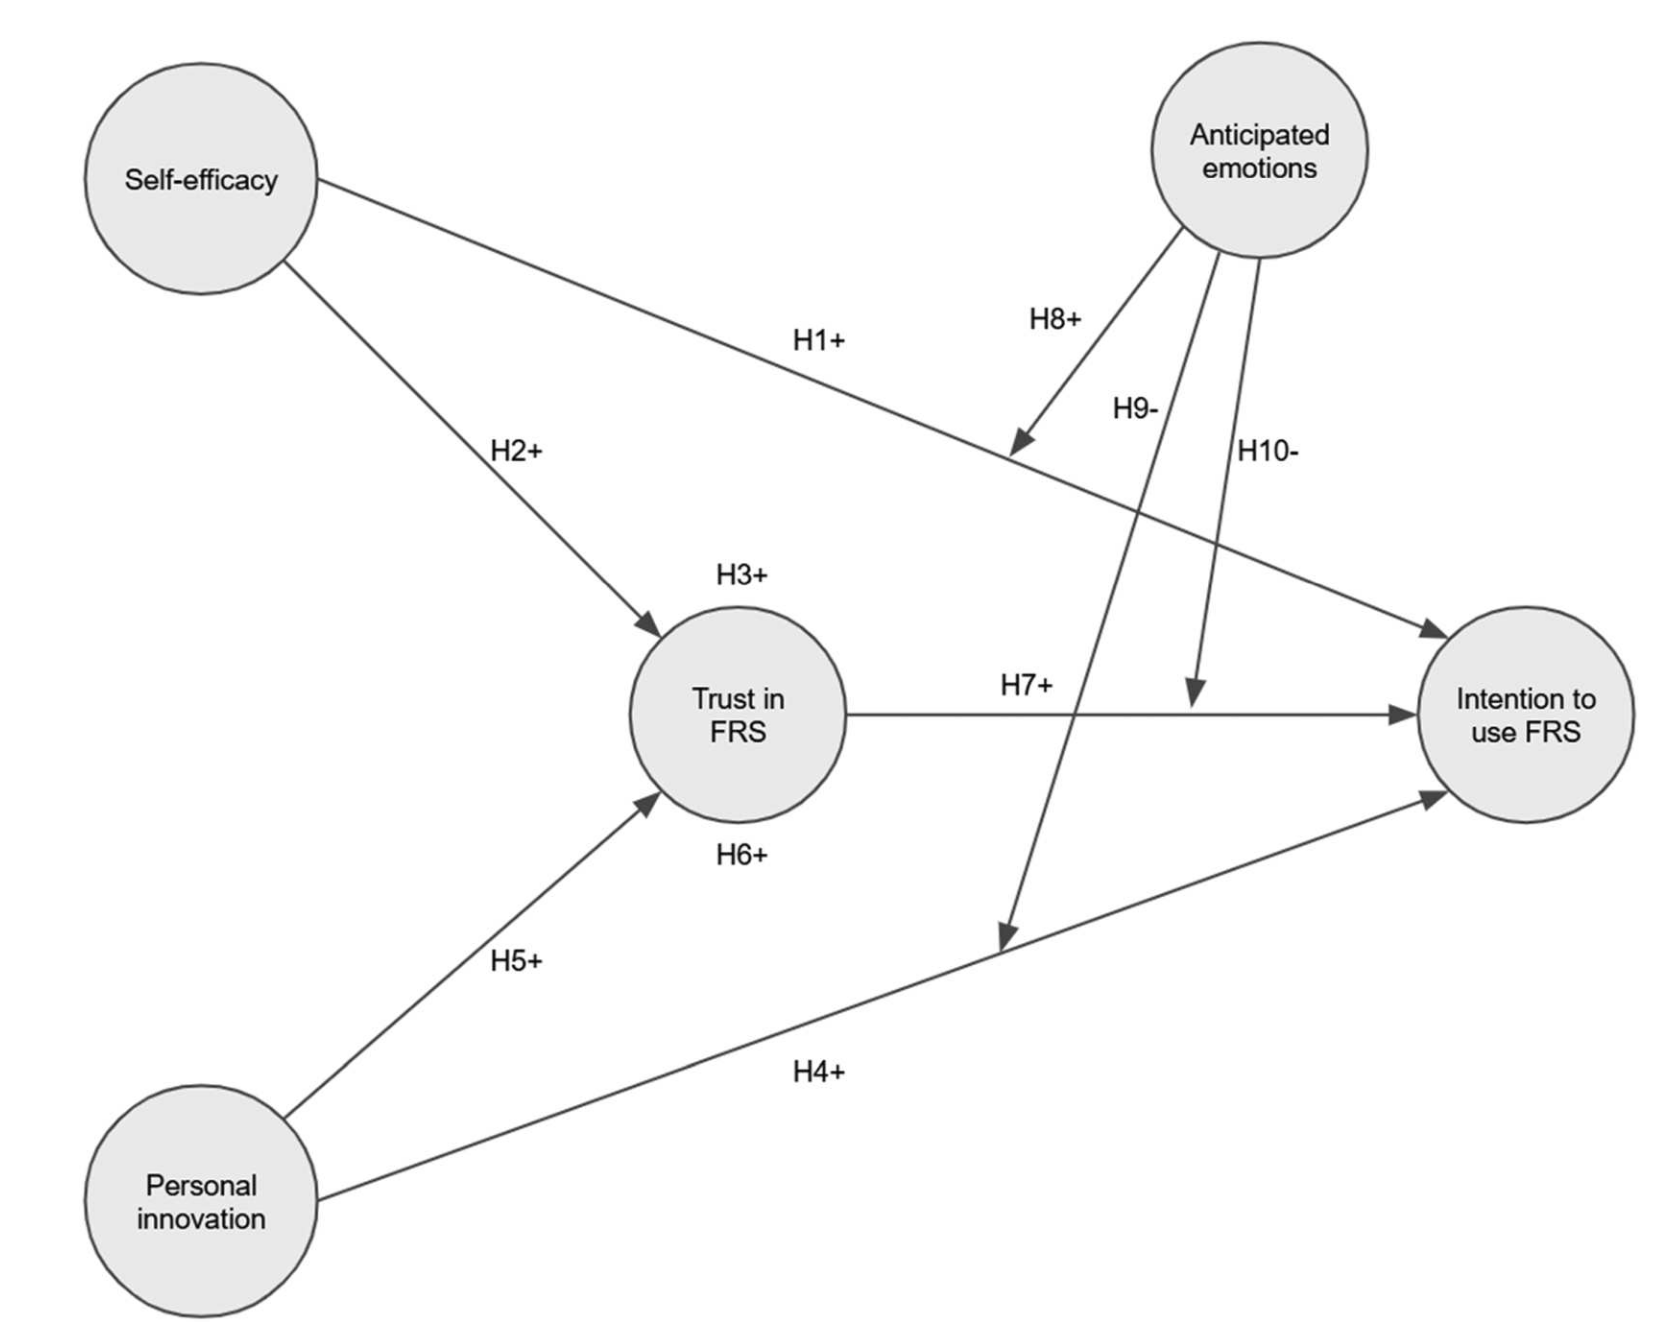 Anticipated
emotions
Self-efficacy
H8+
H1+
H9-
H10-
H2+
H3+
H7+
Trust in
FRS
Intention to
use FRS
H6+
H5+
H4+
Personal
innovation